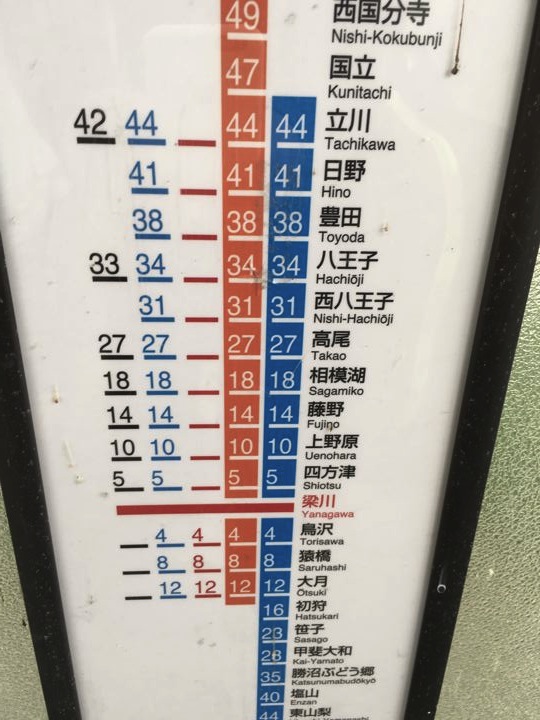 49 西国分寺
Nishi-Kokubunji
47 国立
Kunitachi
42 44 44 44 立川
Tachikawa
41 41 41 日野
Hino
38 38 38 豊田
Toyoda
33 34 34 34 八王子
Hachiōji
31 31 31 西八王子
Nishi-Hachiōji
27 27 27 27 高尾
Takao
18 18 18 18 相模湖
Sagamiko
14 14 14 14 藤野
Fujino
10 10 10 10 上野原
Uenohara
5 5 5 5 四方津
Shiotsu
梁川
Yanagawa
4 4 4 4 鳥沢
Torisawa
8 8 8 8 猿橋
Saruhashi
12 12 12 12 大月
Ōtsuki
16 初狩
Hatsukari
23 笹子
Sasago
28 甲斐大和
Kai-Yamato
35 勝沼ぶどう郷
Katsunumabudōkyō
40 塩山
Enzan
44 東山梨